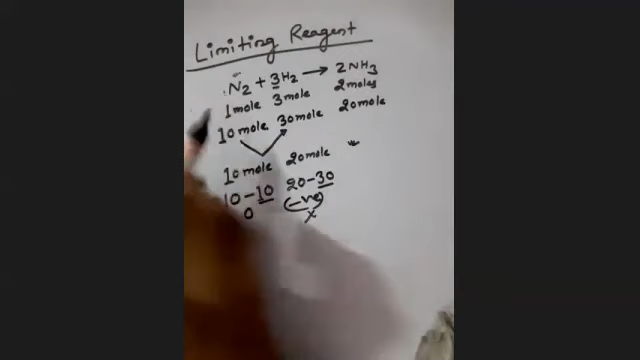 Limiting Reagent
N2 + 3H2 → 2NH3
1mole 3mole 2moles
10mole 30mole 20mole
10mole 20mole
10-10 20-30
0 (-ve)
x